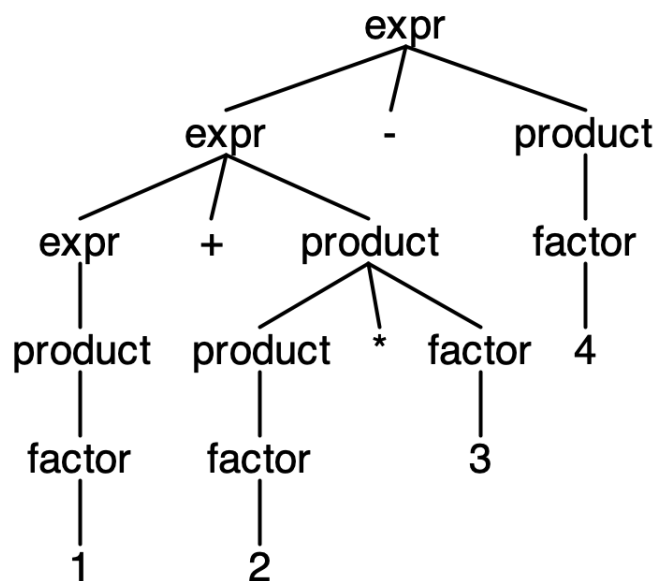 expr
expr - product
expr + product factor
product product * factor 4
factor factor 3
1 2